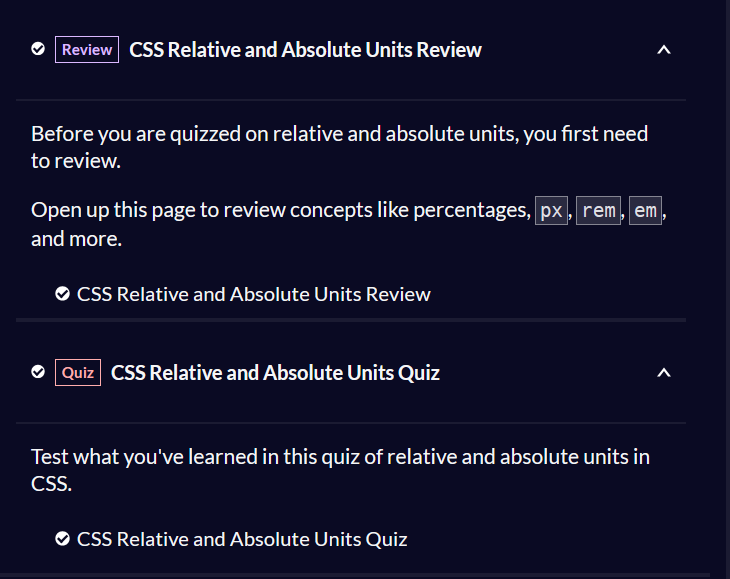 Review CSS Relative and Absolute Units Review
Before you are quizzed on relative and absolute units, you first need
to review.
Open up this page to review concepts like percentages, px, rem, em,
and more.
CSS Relative and Absolute Units Review
Quiz CSS Relative and Absolute Units Quiz
Test what you've learned in this quiz of relative and absolute units in
CSS.
CSS Relative and Absolute Units Quiz